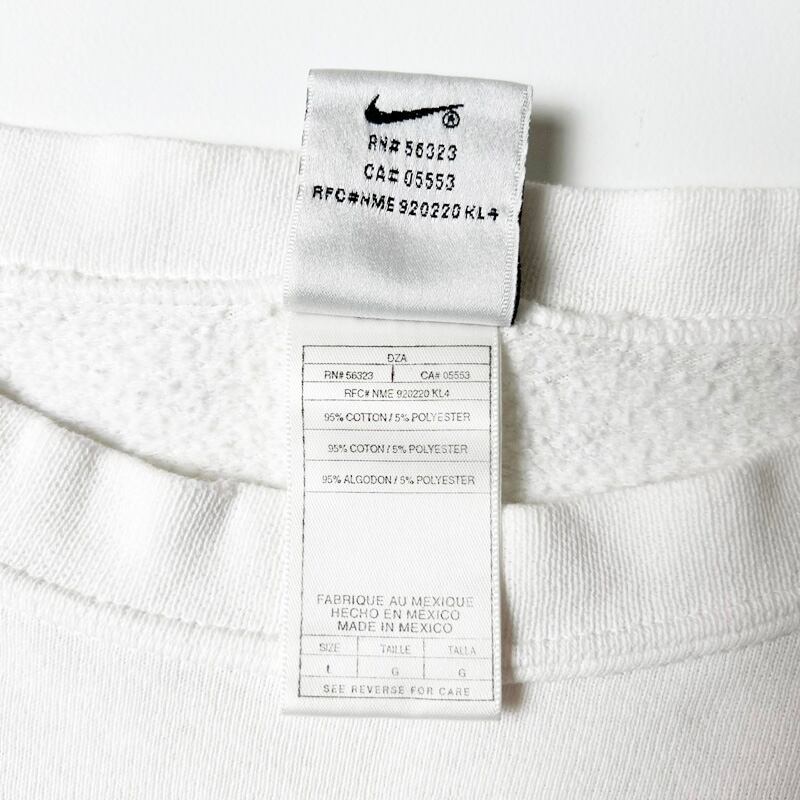 RN# 56323
CA# 05553
RFC#NME 920220 KL4
DZA
RN# 56323 CA# 05553
RFC# NME 920220 KL4
95% COTTON / 5% POLYESTER
95% COTON / 5% POLYESTER
95% ALGODON / 5% POLYESTER
FABRIQUE AU MEXIQUE
HECHO EN MÉXICO
MADE IN MEXICO
SIZE TAILLE TALLA
L G G
SEE REVERSE FOR CARE